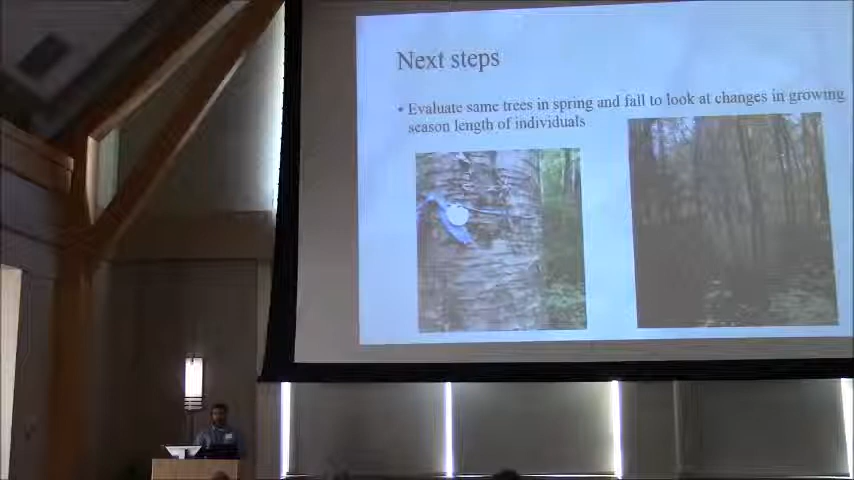 Next steps
• Evaluate same trees in spring and fall to look at changes in growing
season length of individuals